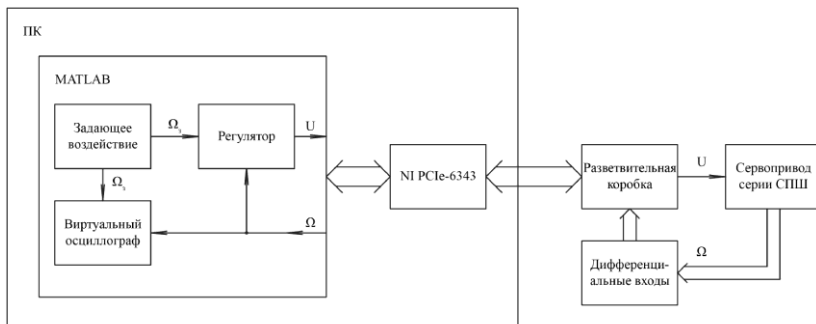 ПК
MATLAB
Задающее
воздействие
Ωз
Регулятор
U
Ωз
Виртуальный
осциллограф
Ω
NI PCIe-6343
Разветвительная
коробка
U
Сервопривод
серии СПШ
Дифференци-
альные входы
Ω